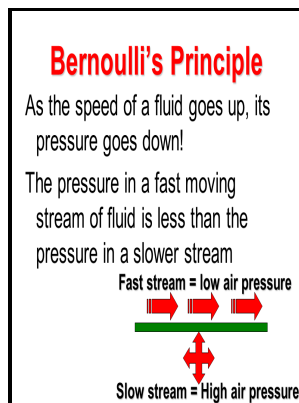 Bernoulli's Principle
As the speed of a fluid goes up, its
pressure goes down!
The pressure in a fast moving
stream of fluid is less than the
pressure in a slower stream
Fast stream = low air pressure
Slow stream = High air pressure